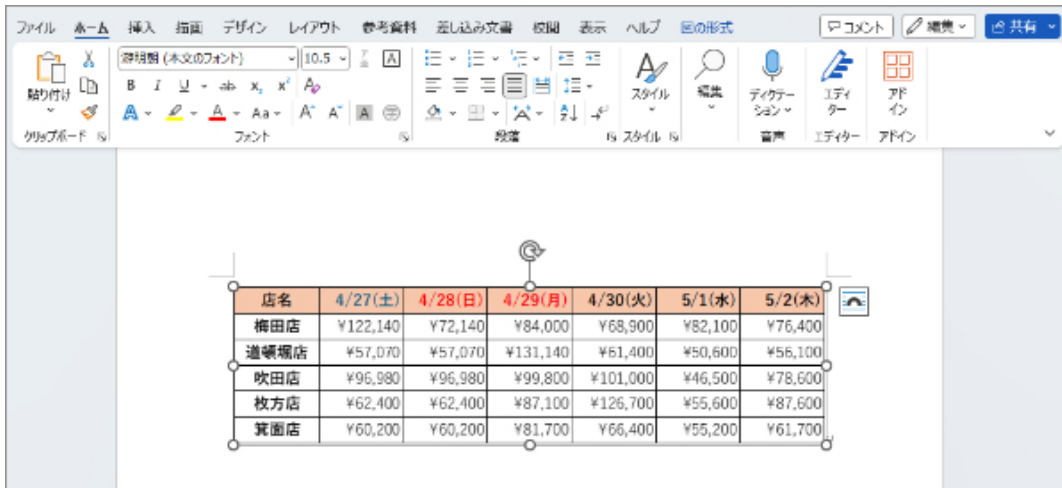 ファイル ホーム 挿入 描画 デザイン レイアウト 参考資料 差し込み文書 校閲 表示 ヘルプ 図の形式 コメント 編集 共有
游明朝 (本文のフォント) 10.5
貼り付け スタイル 編集 ディクテーション エディター アドイン
B I U ab x₂ x² A
A A Aa A A A
クリップボード フォント 段落 スタイル 音声 エディター アドイン
店名 4/27(土) 4/28(日) 4/29(月) 4/30(火) 5/1(水) 5/2(木)
梅田店 ¥122,140 ¥72,140 ¥84,000 ¥68,900 ¥82,100 ¥76,400
道頓堀店 ¥57,070 ¥57,070 ¥131,140 ¥61,400 ¥50,600 ¥56,100
吹田店 ¥96,980 ¥96,980 ¥99,800 ¥101,000 ¥46,500 ¥78,600
枚方店 ¥62,400 ¥62,400 ¥87,100 ¥126,700 ¥55,600 ¥87,600
箕面店 ¥60,200 ¥60,200 ¥81,700 ¥66,400 ¥55,200 ¥61,700